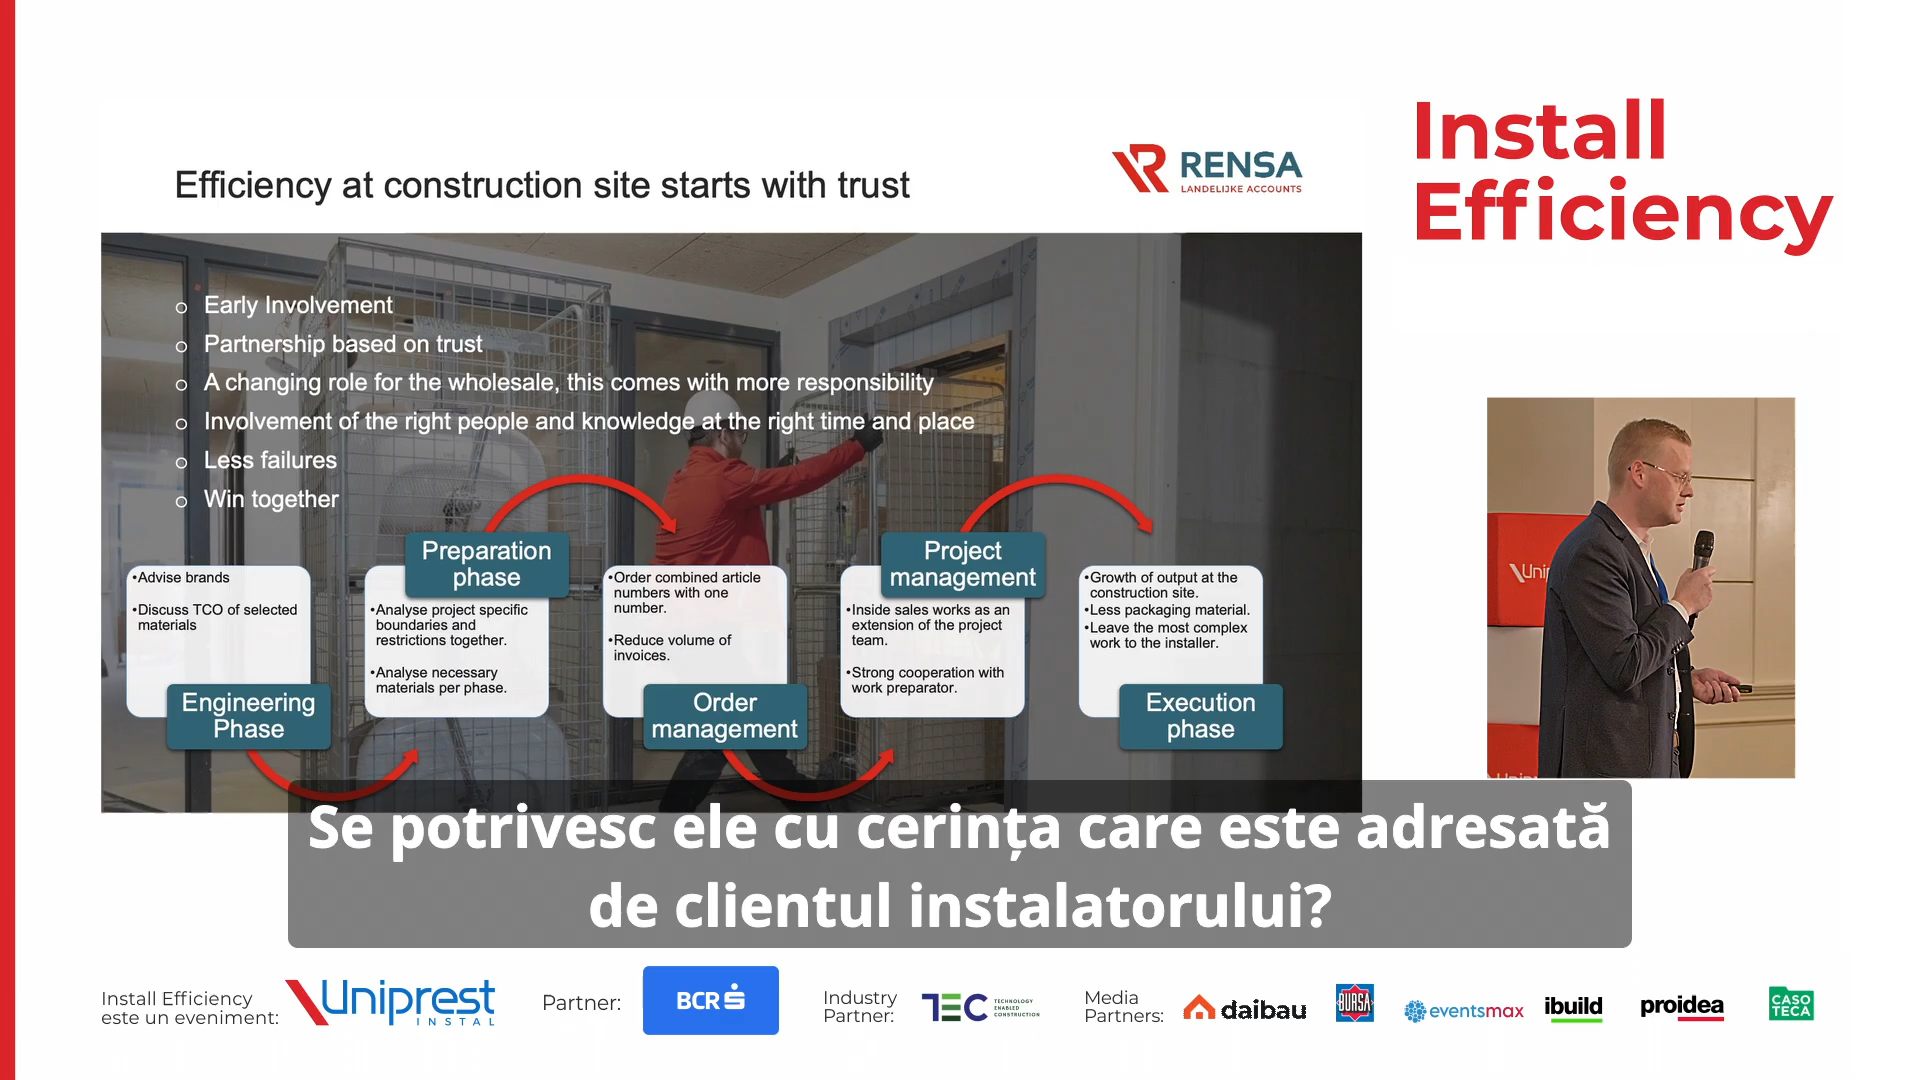 Install
Efficiency
Efficiency at construction site starts with trust
RENSA
LANDELIJKE ACCOUNTS
o Early Involvement
o Partnership based on trust
o A changing role for the wholesale, this comes with more responsibility
o Involvement of the right people and knowledge at the right time and place
o Less failures
o Win together
•Advise brands
•Discuss TCO of selected
materials
Engineering
Phase
Preparation
phase
•Analyse project specific
boundaries and
restrictions together.
•Analyse necessary
materials per phase.
•Order combined article
numbers with one
number.
•Reduce volume of
invoices.
Order
management
Project
management
•Inside sales works as an
extension of the project
team.
•Strong cooperation with
work preparator.
•Growth of output at the
construction site.
•Less packaging material.
•Leave the most complex
work to the installer.
Execution
phase
Se potrivesc ele cu cerința care este adresată
de clientul instalatorului?
Install Efficiency
este un eveniment:
Uniprest
INSTAL
Partner:
BCR
Industry
Partner:
TEC
TECHNOLOGY
ENABLED
CONSTRUCTION
Media
Partners:
daibau
BURSA
eventsmax
ibuild
proidea
CASO
TECA